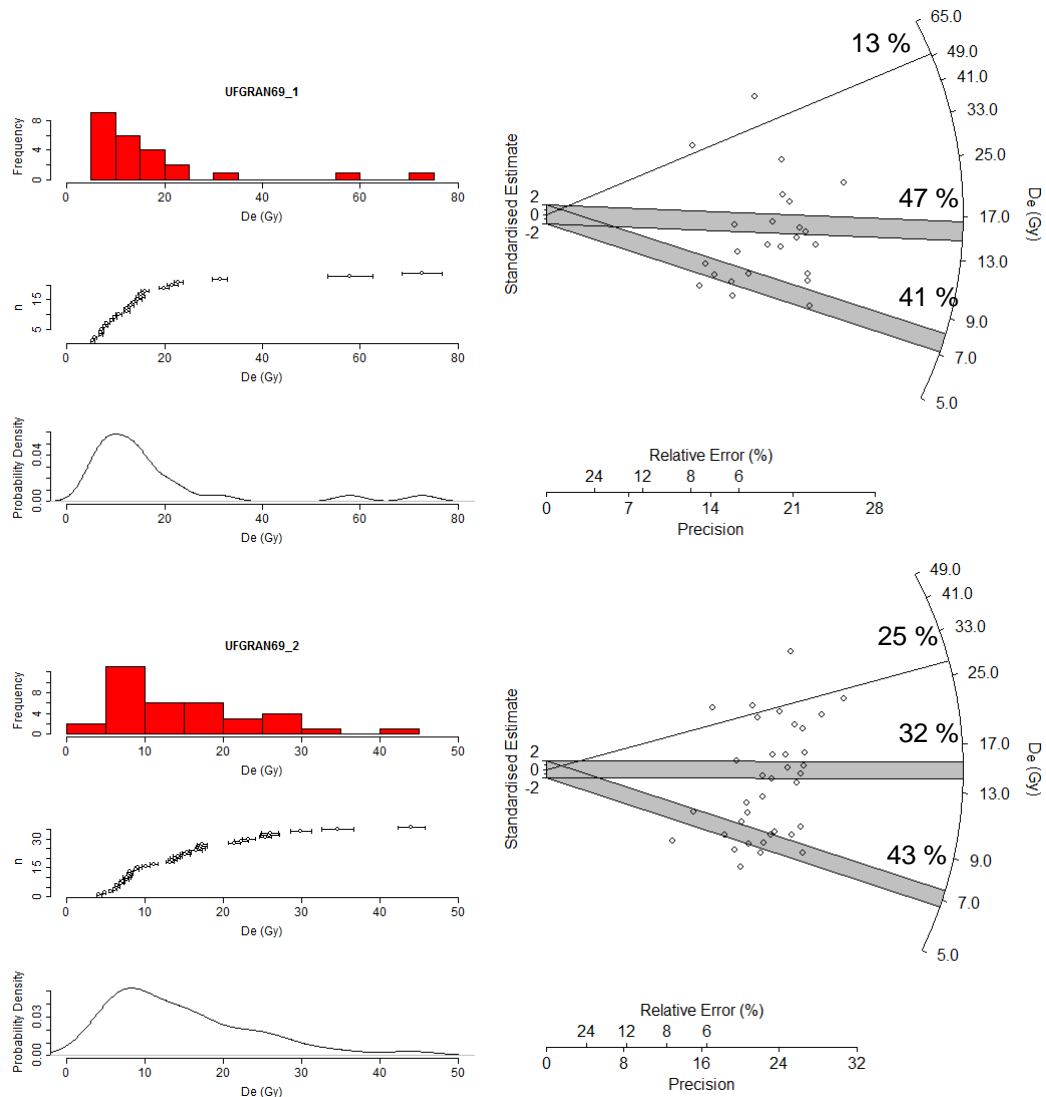 UFGRAN69_1
Frequency
0 4 8
0 20 40 60 80
De (Gy)
n
5 15
0 20 40 60 80
De (Gy)
Probability Density
0.00 0.04
0 20 40 60 80
De (Gy)
Standardised Estimate
2
0
-2
13 %
47 %
41 %
65.0
49.0
41.0
33.0
25.0
17.0
13.0
9.0
7.0
5.0
De (Gy)
Relative Error (%)
24 12 8 6
0 7 14 21 28
Precision
UFGRAN69_2
Frequency
0 4 8
0 10 20 30 40 50
De (Gy)
n
0 15 30
0 10 20 30 40 50
De (Gy)
Probability Density
0.00 0.03
0 10 20 30 40 50
De (Gy)
Standardised Estimate
2
0
-2
25 %
32 %
43 %
49.0
41.0
33.0
25.0
17.0
13.0
9.0
7.0
5.0
De (Gy)
Relative Error (%)
24 12 8 6
0 8 16 24 32
Precision